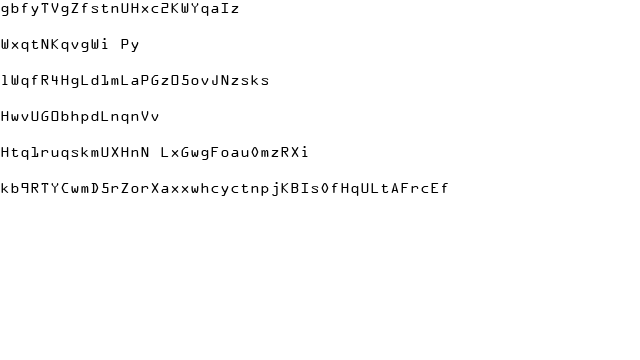 gbfyTVgZfstnUHxc2KWYqaIz
WxqtNKqvgWi Py
lWqfR4HgLd1mLaPGzO5ovJNzsks
HwvUGObhpdLnqnVv
Htq1ruqskmUXHnN LxGwgFoau0mzRXi
kb9RTYCwmD5rZorXaxxwhcyctnpjKBIs0fHqULtAFrcEf